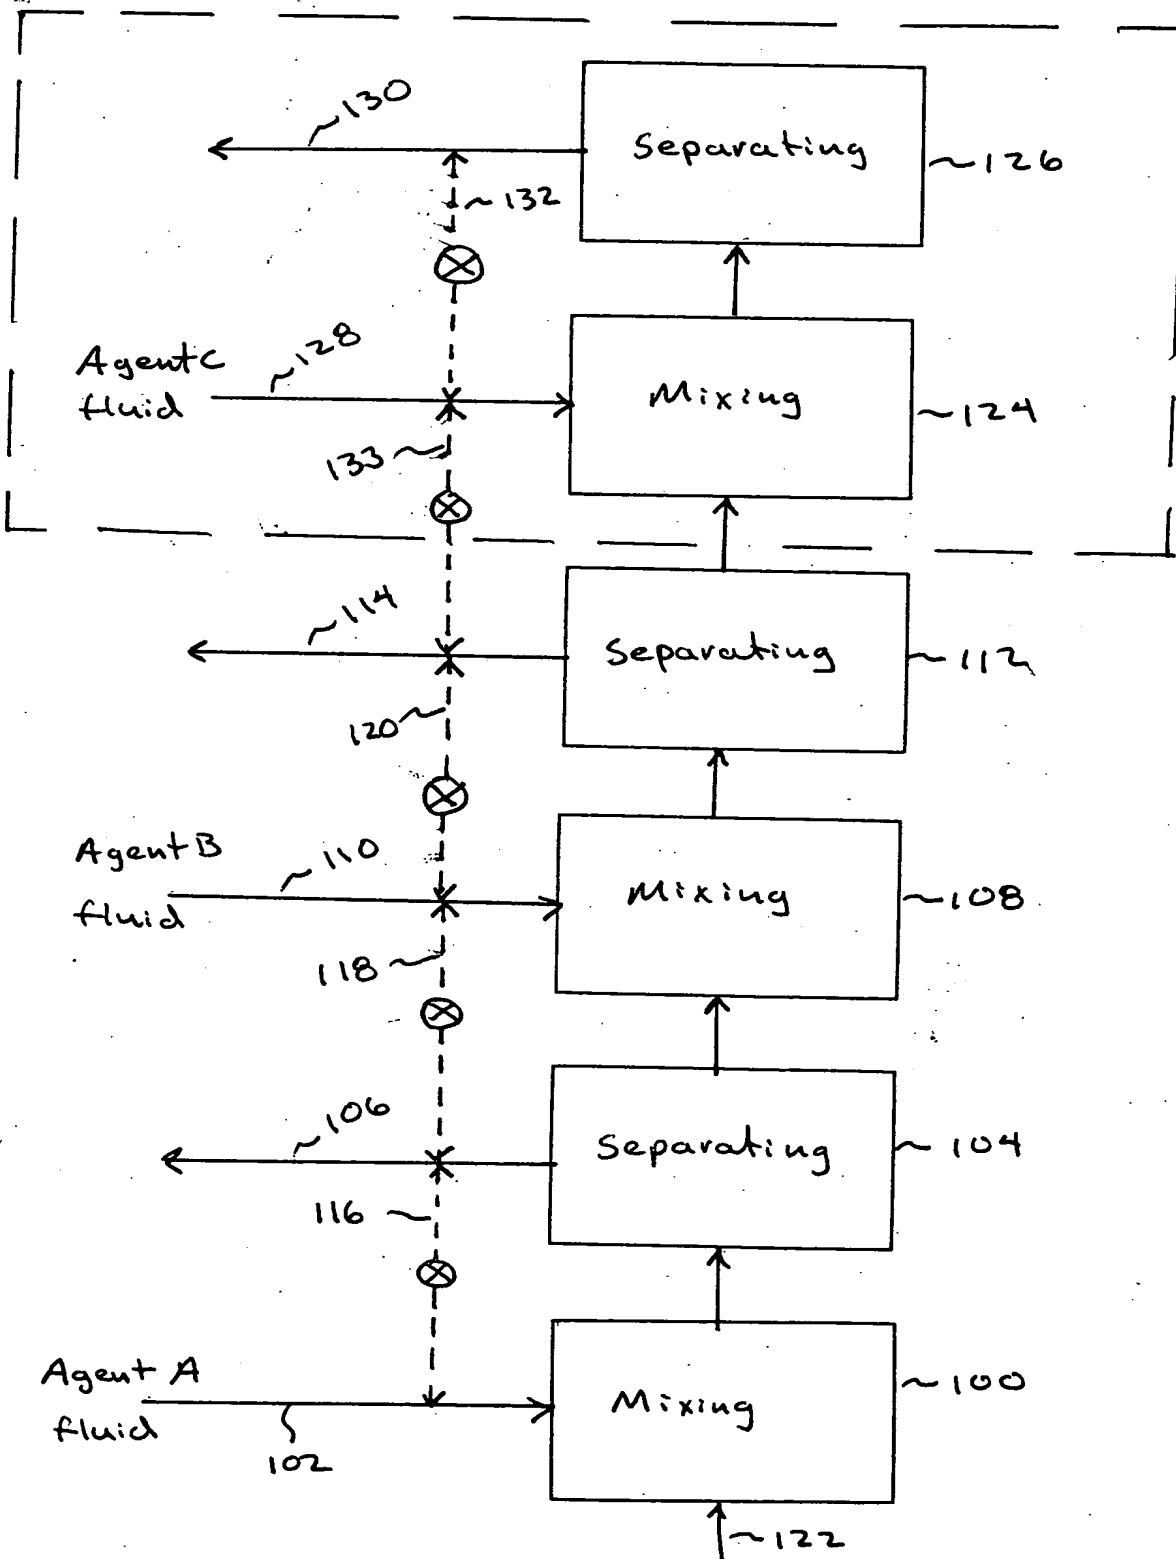 130
Separating
126
132
Agent C
fluid
128
Mixing
124
133
114
Separating
112
120
Agent B
fluid
110
Mixing
108
118
106
Separating
104
116
Agent A
fluid
102
Mixing
100
122